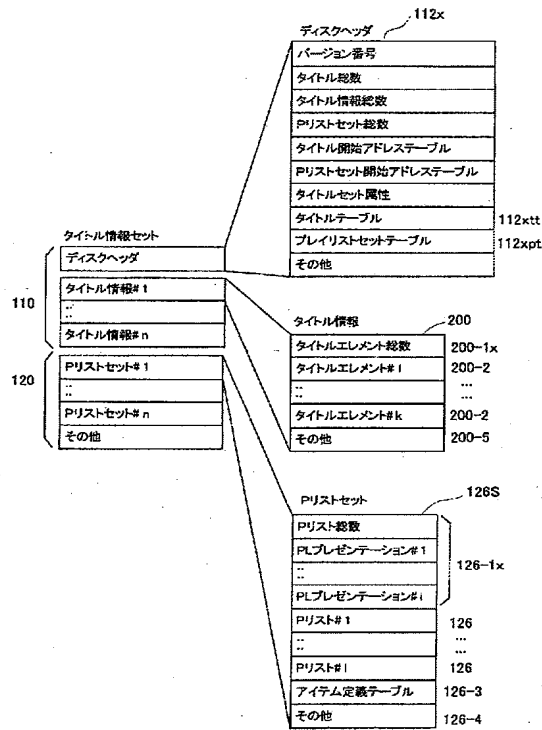 ディスクヘッダ
112x
バージョン番号
タイトル総数
タイトル情報総数
Pリストセット総数
タイトル開始アドレステーブル
Pリストセット開始アドレステーブル
タイトルセット属性
タイトルテーブル
112xtt
プレイリストセットテーブル
112xpt
その他
タイトル情報セット
ディスクヘッダ
タイトル情報#1
::
タイトル情報#n
110
Pリストセット#1
::
Pリストセット#n
その他
120
タイトル情報
200
タイトルエレメント総数
200-1x
タイトルエレメント#l
200-2
::
...
...
タイトルエレメント#k
200-2
その他
200-5
Pリストセット
126S
Pリスト総数
PLプレゼンテーション#1
::
PLプレゼンテーション#i
126-1x
Pリスト#1
126
::
...
...
Pリスト#l
126
アイテム定義テーブル
126-3
その他
126-4